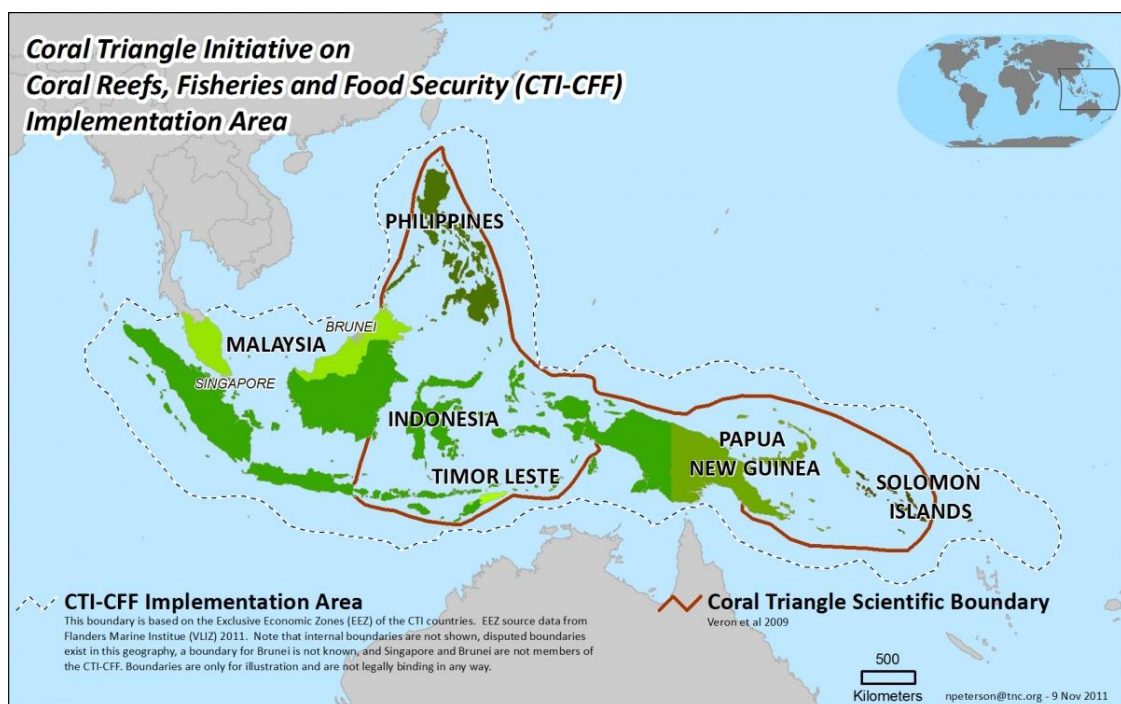 Coral Triangle Initiative on
Coral Reefs, Fisheries and Food Security (CTI-CFF)
Implementation Area
PHILIPPINES
BRUNEI
MALAYSIA
SINGAPORE
INDONESIA
PAPUA
NEW GUINEA
TIMOR LESTE
SOLOMON
ISLANDS
CTI-CFF Implementation Area
This boundary is based on the Exclusive Economic Zones (EEZ) of the CTI countries. EEZ source data from
Flanders Marine Institue (VLIZ) 2011. Note that internal boundaries are not shown, disputed boundaries
exist in this geography, a boundary for Brunei is not known, and Singapore and Brunei are not members of
the CTI-CFF. Boundaries are only for illustration and are not legally binding in any way.
Coral Triangle Scientific Boundary
Veron et al 2009
500
Kilometers
npeterson@tnc.org - 9 Nov 2011